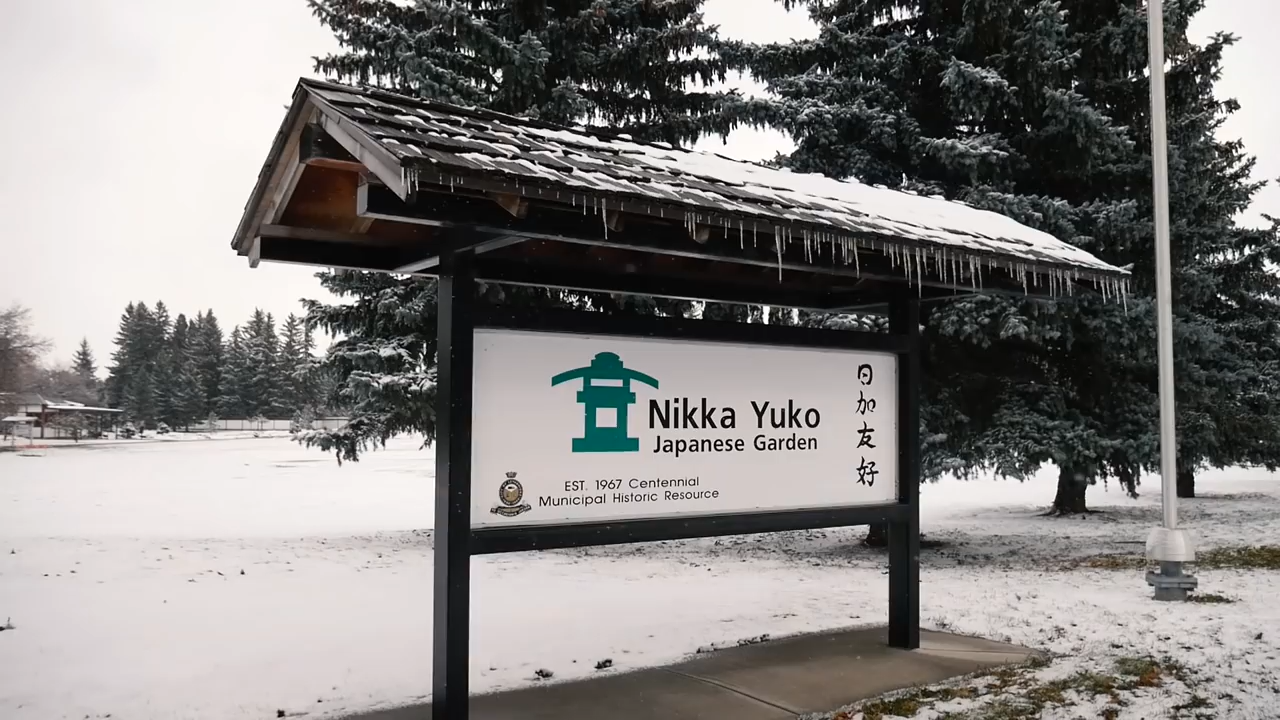 Nikka Yuko
Japanese Garden
日加友好
EST. 1967 Centennial
Municipal Historic Resource